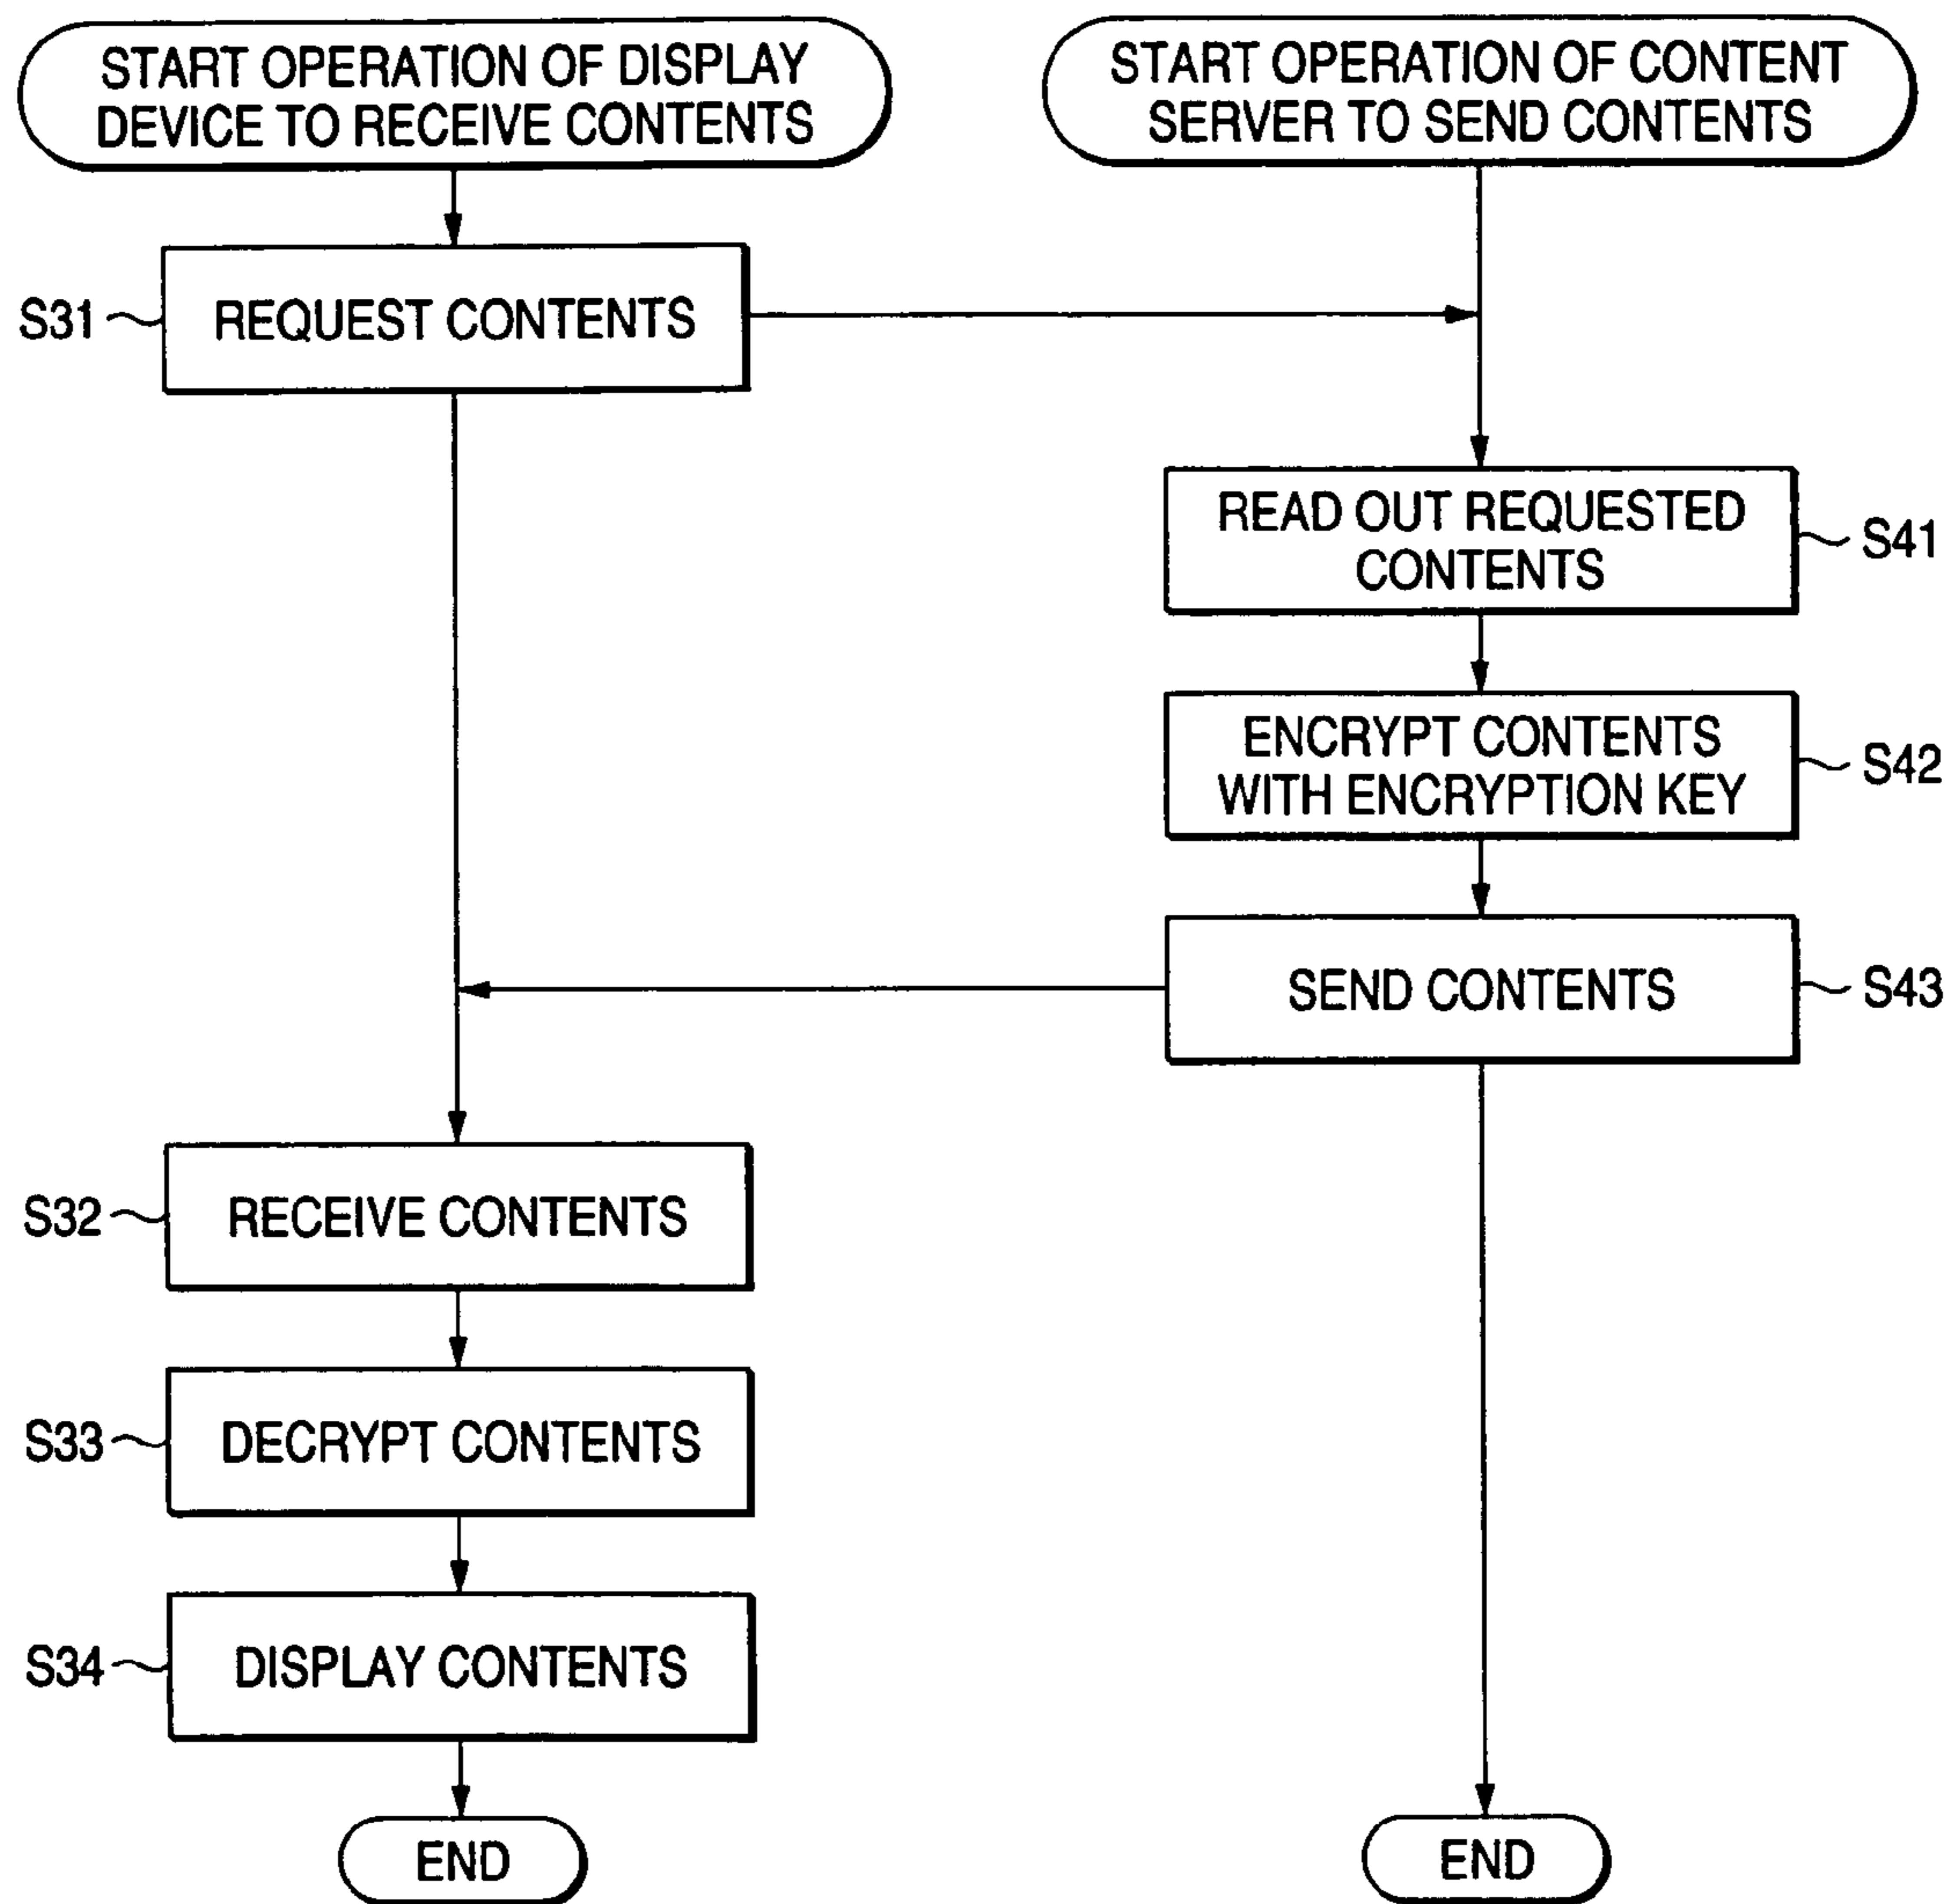 START OPERATION OF DISPLAY
DEVICE TO RECEIVE CONTENTS
START OPERATION OF CONTENT
SERVER TO SEND CONTENTS
S31
REQUEST CONTENTS
READ OUT REQUESTED
CONTENTS
S41
ENCRYPT CONTENTS
WITH ENCRYPTION KEY
S42
SEND CONTENTS
S43
S32
RECEIVE CONTENTS
S33
DECRYPT CONTENTS
S34
DISPLAY CONTENTS
END
END